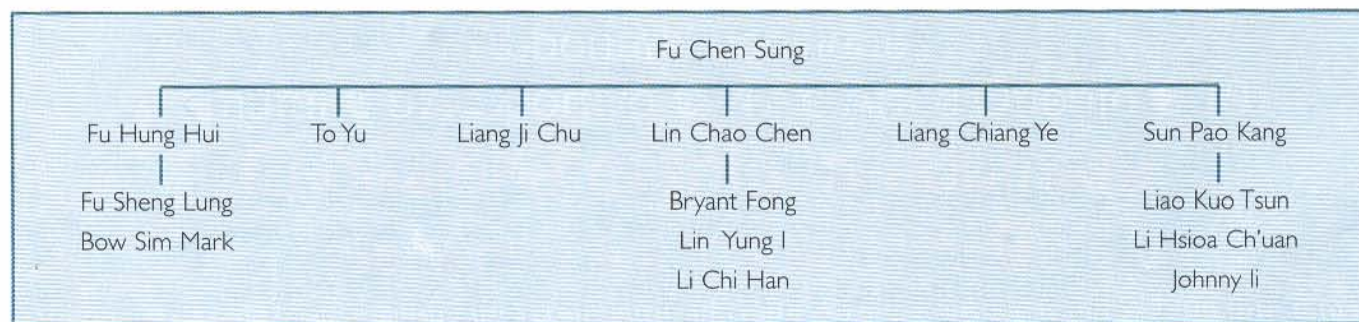 Fu Chen Sung
Fu Hung Hui
To Yu
Liang Ji Chu
Lin Chao Chen
Liang Chiang Ye
Sun Pao Kang
Fu Sheng Lung
Bow Sim Mark
Bryant Fong
Lin Yung I
Li Chi Han
Liao Kuo Tsun
Li Hsioa Ch'uan
Johnny li